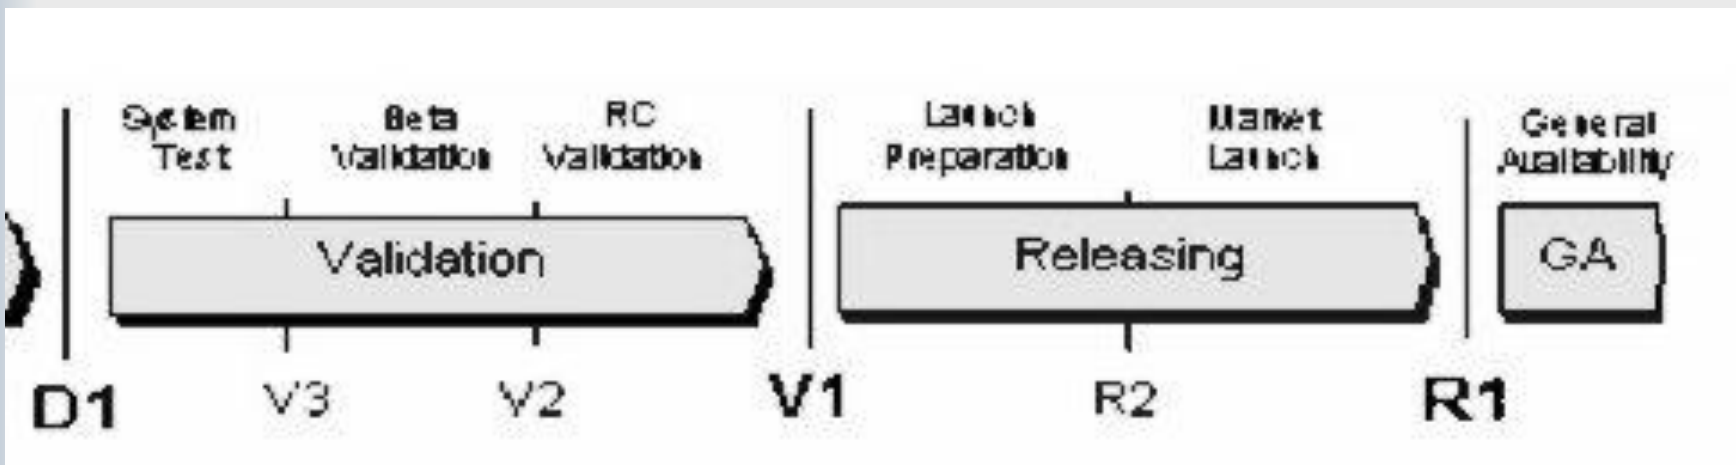 System
Test
Beta
Validation
RC
Validation
Launch
Preparation
Market
Launch
General
Availability
Validation
Releasing
GA
D1
V3
V2
V1
R2
R1